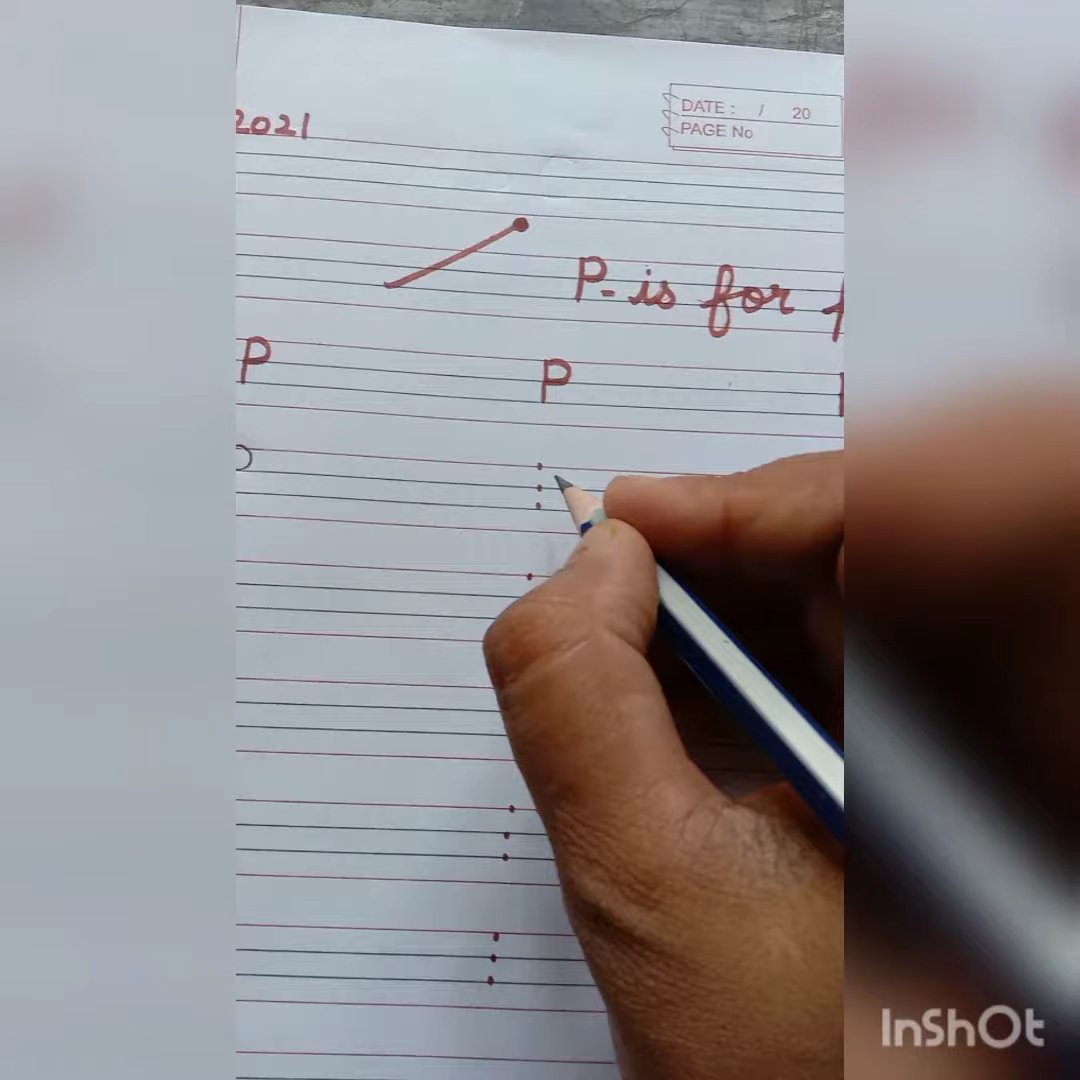 DATE : / 20
2021
PAGE No
P- is for
P P
InShOt